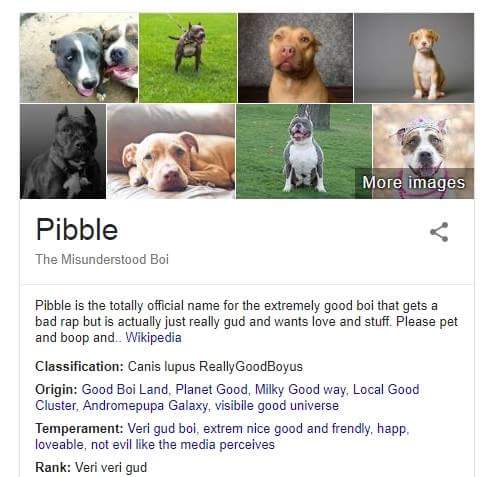 More images
Pibble
The Misunderstood Boi
Pibble is the totally official name for the extremely good boi that gets a
bad rap but is actually just really gud and wants love and stuff. Please pet
and boop and.. Wikipedia
Classification: Canis lupus ReallyGoodBoyus
Origin: Good Boi Land, Planet Good, Milky Good way, Local Good
Cluster, Andromepupa Galaxy, visibile good universe
Temperament: Veri gud boi, extrem nice good and frendly, happ,
loveable, not evil like the media perceives
Rank: Veri veri gud